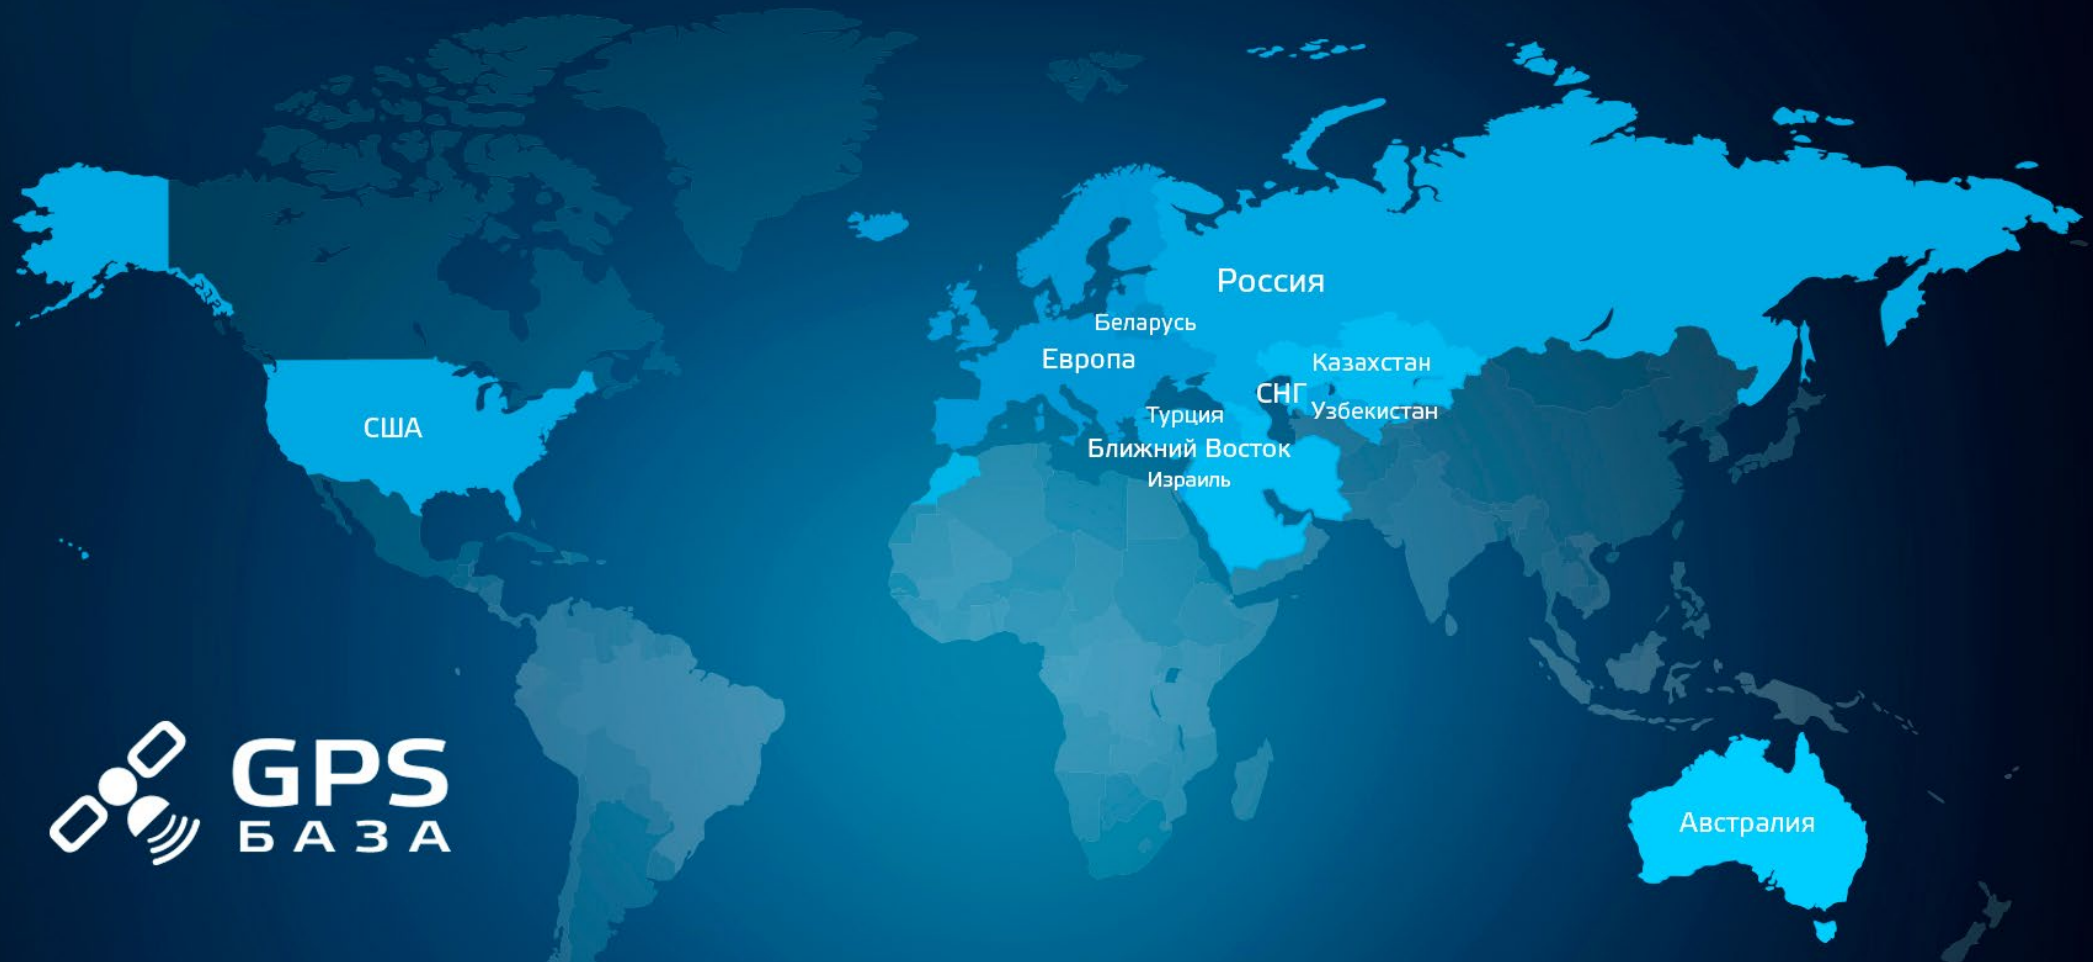 Россия
Беларусь
Европа
Казахстан
СНГ
Узбекистан
Турция
США
Ближний Восток
Израиль
GPS
БАЗА
Австралия